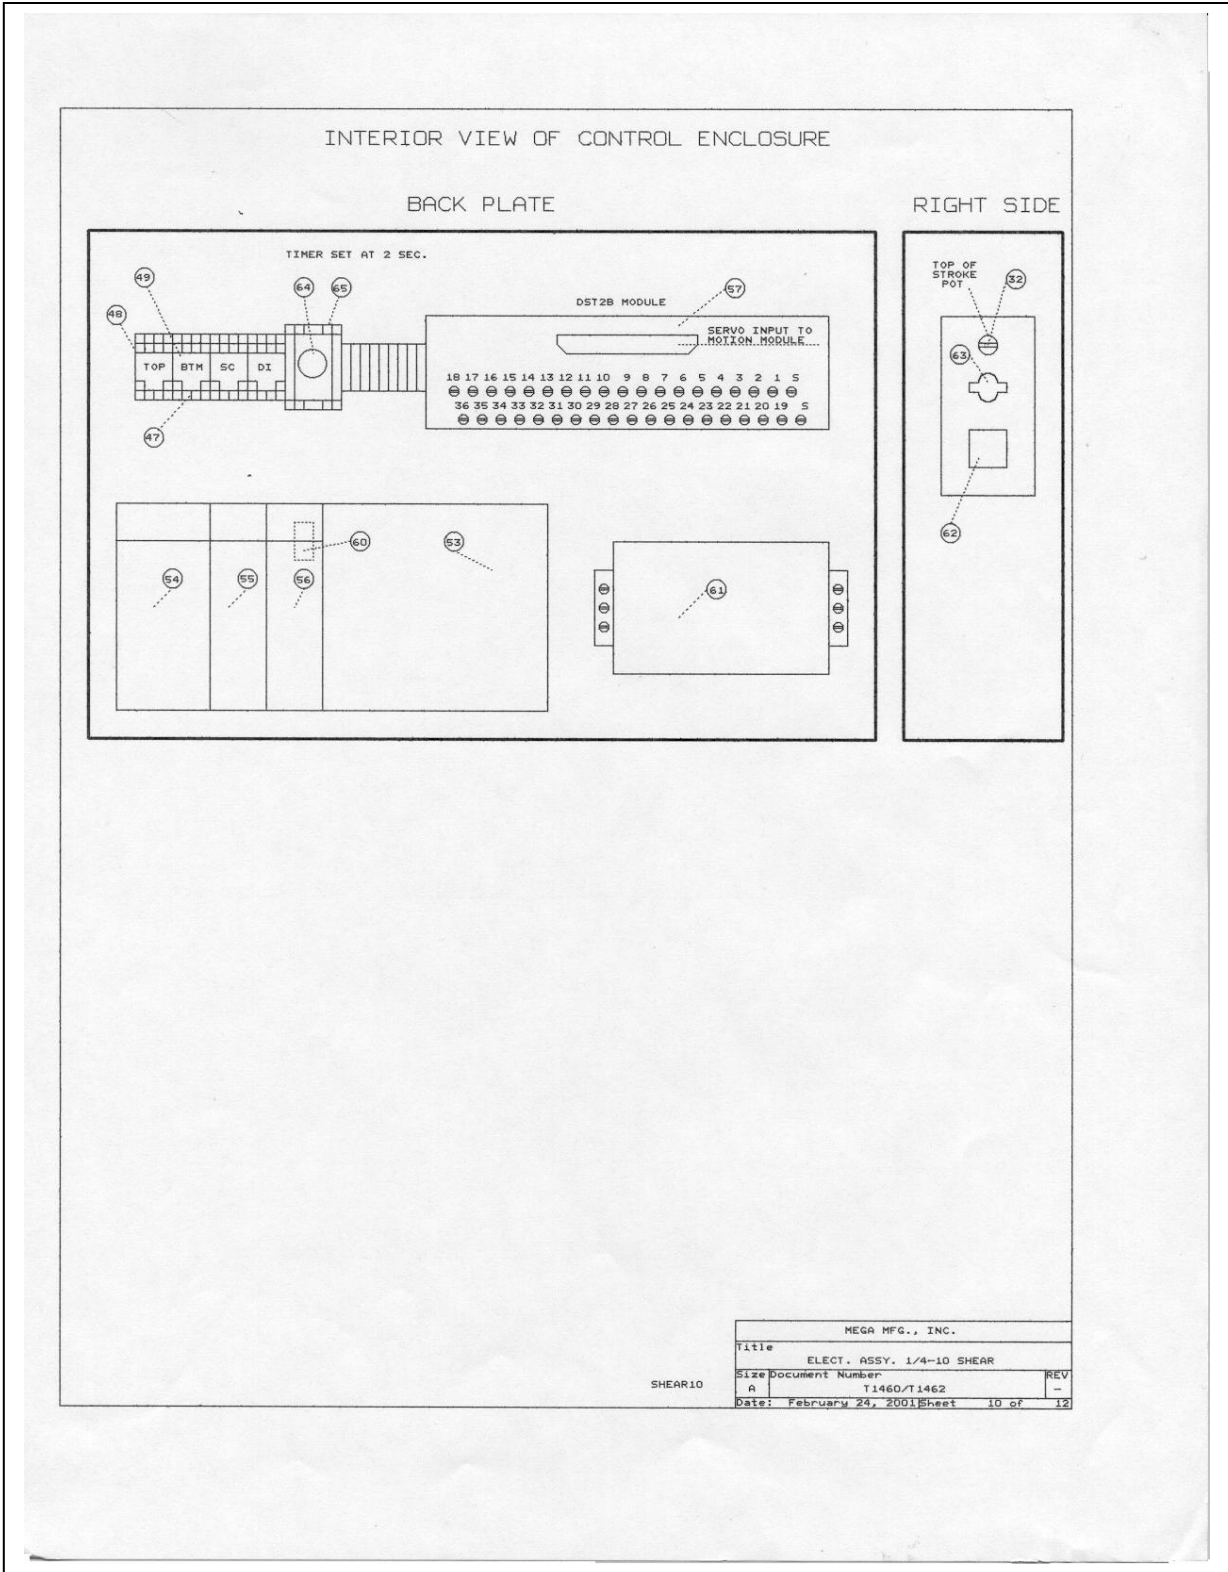 INTERIOR VIEW OF CONTROL ENCLOSURE
BACK PLATE
RIGHT SIDE
TIMER SET AT 2 SEC.
49
64
65
48
TOP BTM SC DI
47
57
DST2B MODULE
SERVO INPUT TO
MOTION MODULE
18 17 16 15 14 13 12 11 10 9 8 7 6 5 4 3 2 1 S
36 35 34 33 32 31 30 29 28 27 26 25 24 23 22 21 20 19 S
TOP OF
STROKE
POT
32
63
62
60
53
54
55
56
61
SHEAR10
MEGA MFG., INC.
Title
ELECT. ASSY. 1/4-10 SHEAR
Size Document Number REV
A T1460/T1462 -
Date: February 24, 2001 Sheet 10 of 12